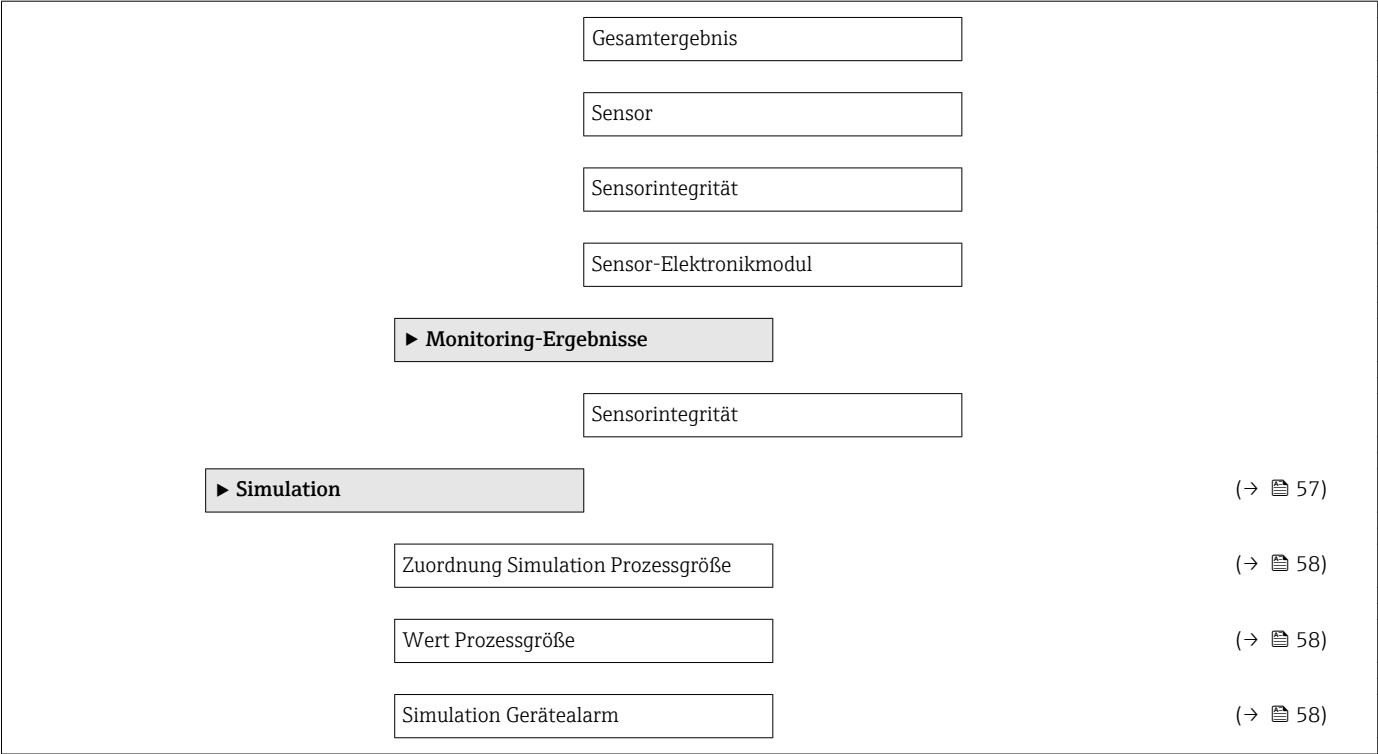 Gesamtergebnis
Sensor
Sensorintegrität
Sensor-Elektronikmodul
▶ Monitoring-Ergebnisse
Sensorintegrität
▶ Simulation (→ 🖹 57)
Zuordnung Simulation Prozessgröße (→ 🖹 58)
Wert Prozessgröße (→ 🖹 58)
Simulation Gerätealarm (→ 🖹 58)